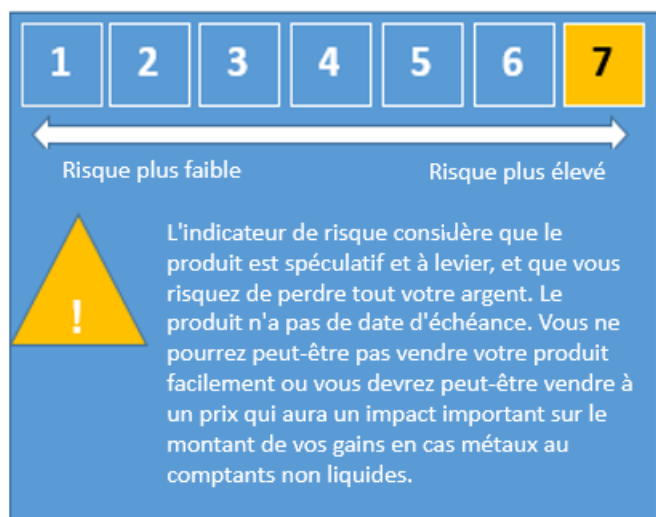 1 2 3 4 5 6 7
Risque plus faible Risque plus élevé
L'indicateur de risque considère que le
produit est spéculatif et à levier, et que vous
risquez de perdre tout votre argent. Le
produit n'a pas de date d'échéance. Vous ne
pourrez peut-être pas vendre votre produit
facilement ou vous devrez peut-être vendre à
un prix qui aura un impact important sur le
montant de vos gains en cas métaux au
comptants non liquides.
!